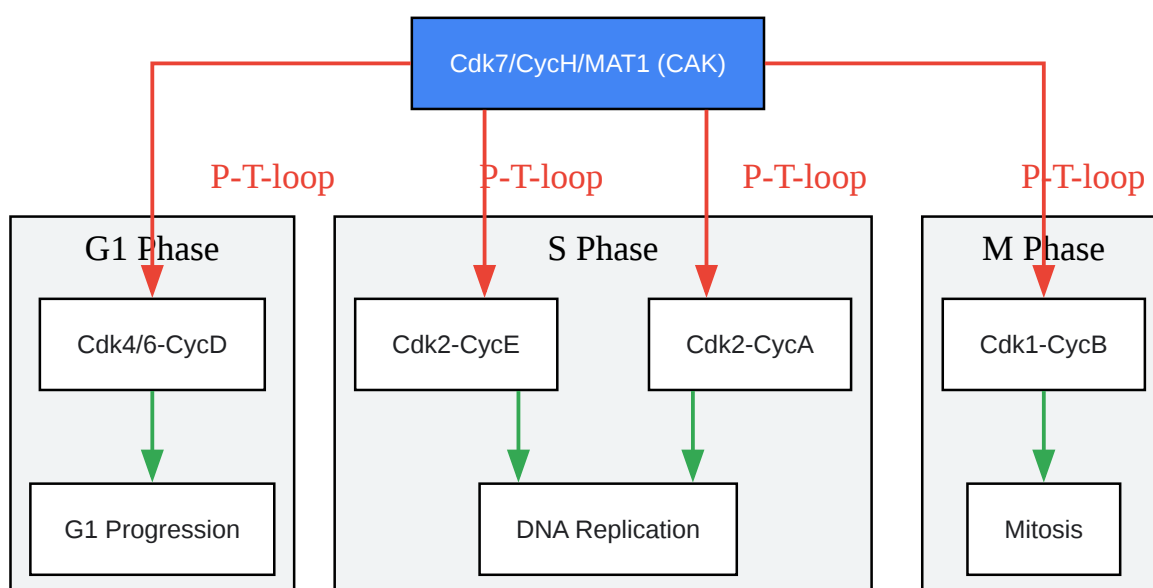 Cdk7/CycH/MAT1 (CAK)
P-T-loop
P-T-loop
P-T-loop
P-T-loop
G1 Phase
S Phase
M Phase
Cdk4/6-CycD
Cdk2-CycE
Cdk2-CycA
Cdk1-CycB
G1 Progression
DNA Replication
Mitosis